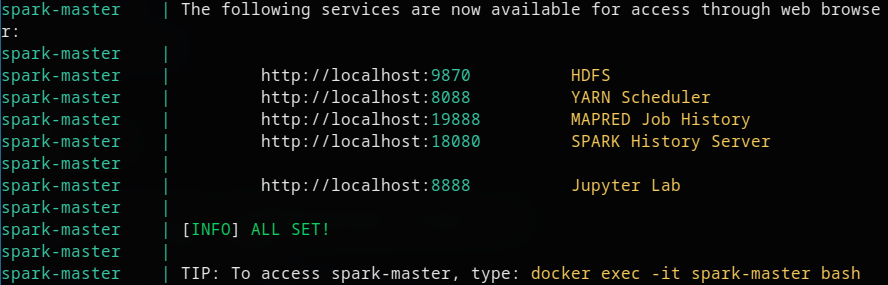 spark-master | The following services are now available for access through web browse
r:
spark-master |
spark-master | http://localhost:9870 HDFS
spark-master | http://localhost:8088 YARN Scheduler
spark-master | http://localhost:19888 MAPRED Job History
spark-master | http://localhost:18080 SPARK History Server
spark-master |
spark-master | http://localhost:8888 Jupyter Lab
spark-master |
spark-master | [INFO] ALL SET!
spark-master |
spark-master | TIP: To access spark-master, type: docker exec -it spark-master bash